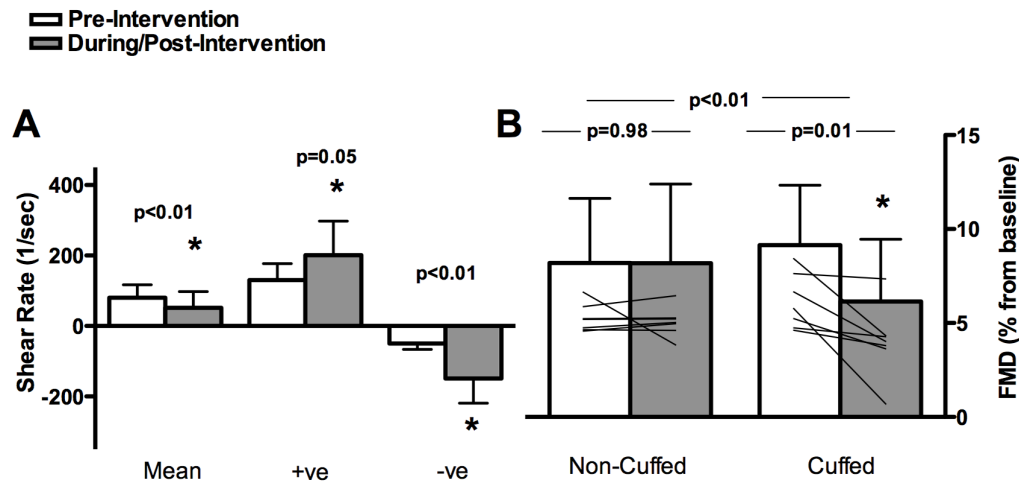 Pre-Intervention
During/Post-Intervention
A
Shear Rate (1/sec)
400
200
0
-200
p<0.01
*
p=0.05
*
p<0.01
*
Mean
+ve
-ve
B
p<0.01
p=0.98
p=0.01
*
15
10
5
0
FMD (% from baseline)
Non-Cuffed
Cuffed